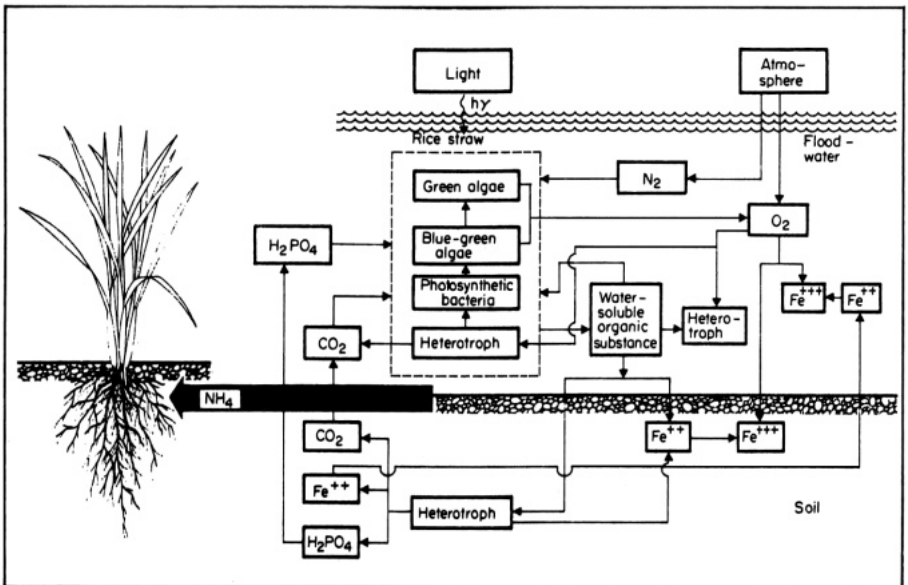 Light
Atmo-
sphere
hγ
Rice straw
Flood-
water
Green algae
N2
O2
H2PO4
Blue-green
algae
Photosynthetic
bacteria
Water-
soluble
organic
substance
Fe+++
Fe++
Hetero-
troph
CO2
Heterotroph
NH4
CO2
Fe++
Fe+++
Fe++
Heterotroph
Soil
H2PO4